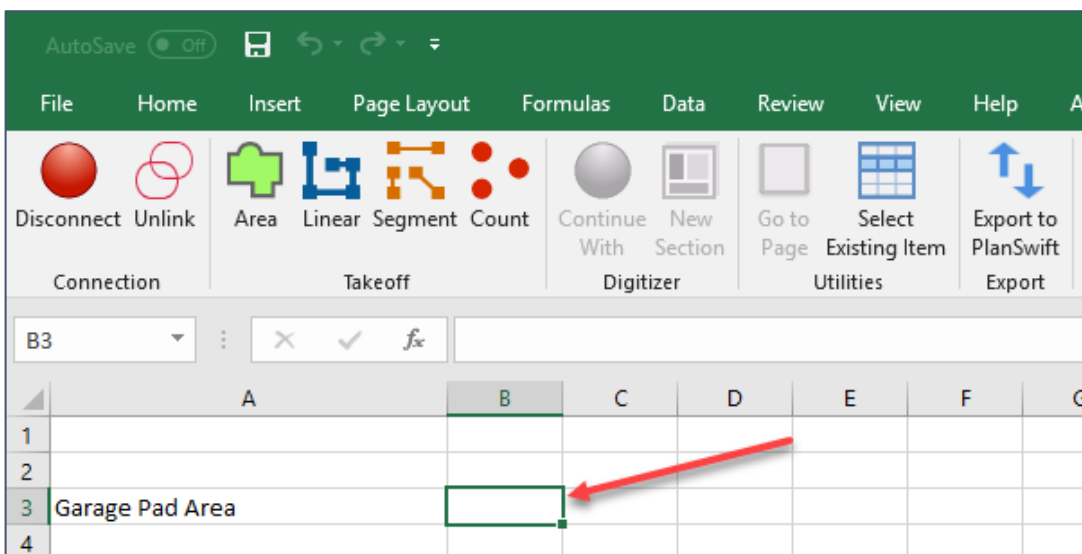 AutoSave Off
File Home Insert Page Layout Formulas Data Review View Help A
Disconnect Unlink Area Linear Segment Count Continue With New Section Go to Page Select Existing Item Export to PlanSwift
Connection Takeoff Digitizer Utilities Export
B3 fx
A B C D E F G
1
2
3 Garage Pad Area
4